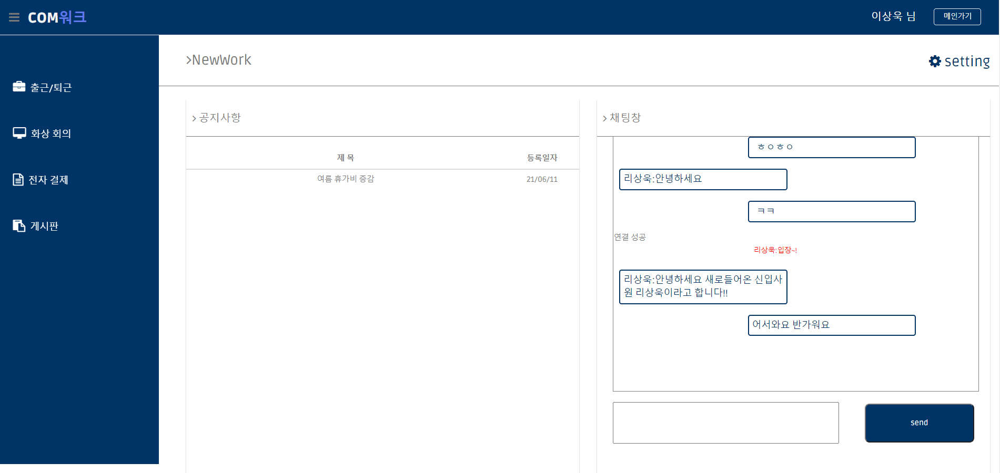 COM워크
이상욱 님
메인가기
출근/퇴근
화상 회의
전자 결제
게시판
>NewWork
setting
> 공지사항
제 목 등록일자
여름 휴가비 증감 21/06/11
> 채팅창
ㅎㅇㅎㅇ
리상욱:안녕하세요
ㅋㅋ
연결 성공
리상욱:입장~!
리상욱:안녕하세요 새로들어온 신입사
원 리상욱이라고 합니다!!
어서와요 반가워요
send